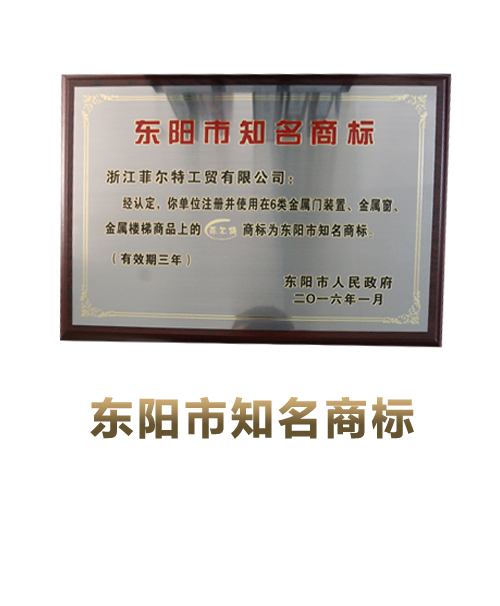 东阳市知名商标
浙江菲尔特工贸有限公司：
经认定，你单位注册并使用在6类金属门装置、金属窗、
金属楼梯商品上的 菲尔特 商标为东阳市知名商标。
（有效期三年）
东阳市人民政府
二〇一六年一月
东阳市知名商标